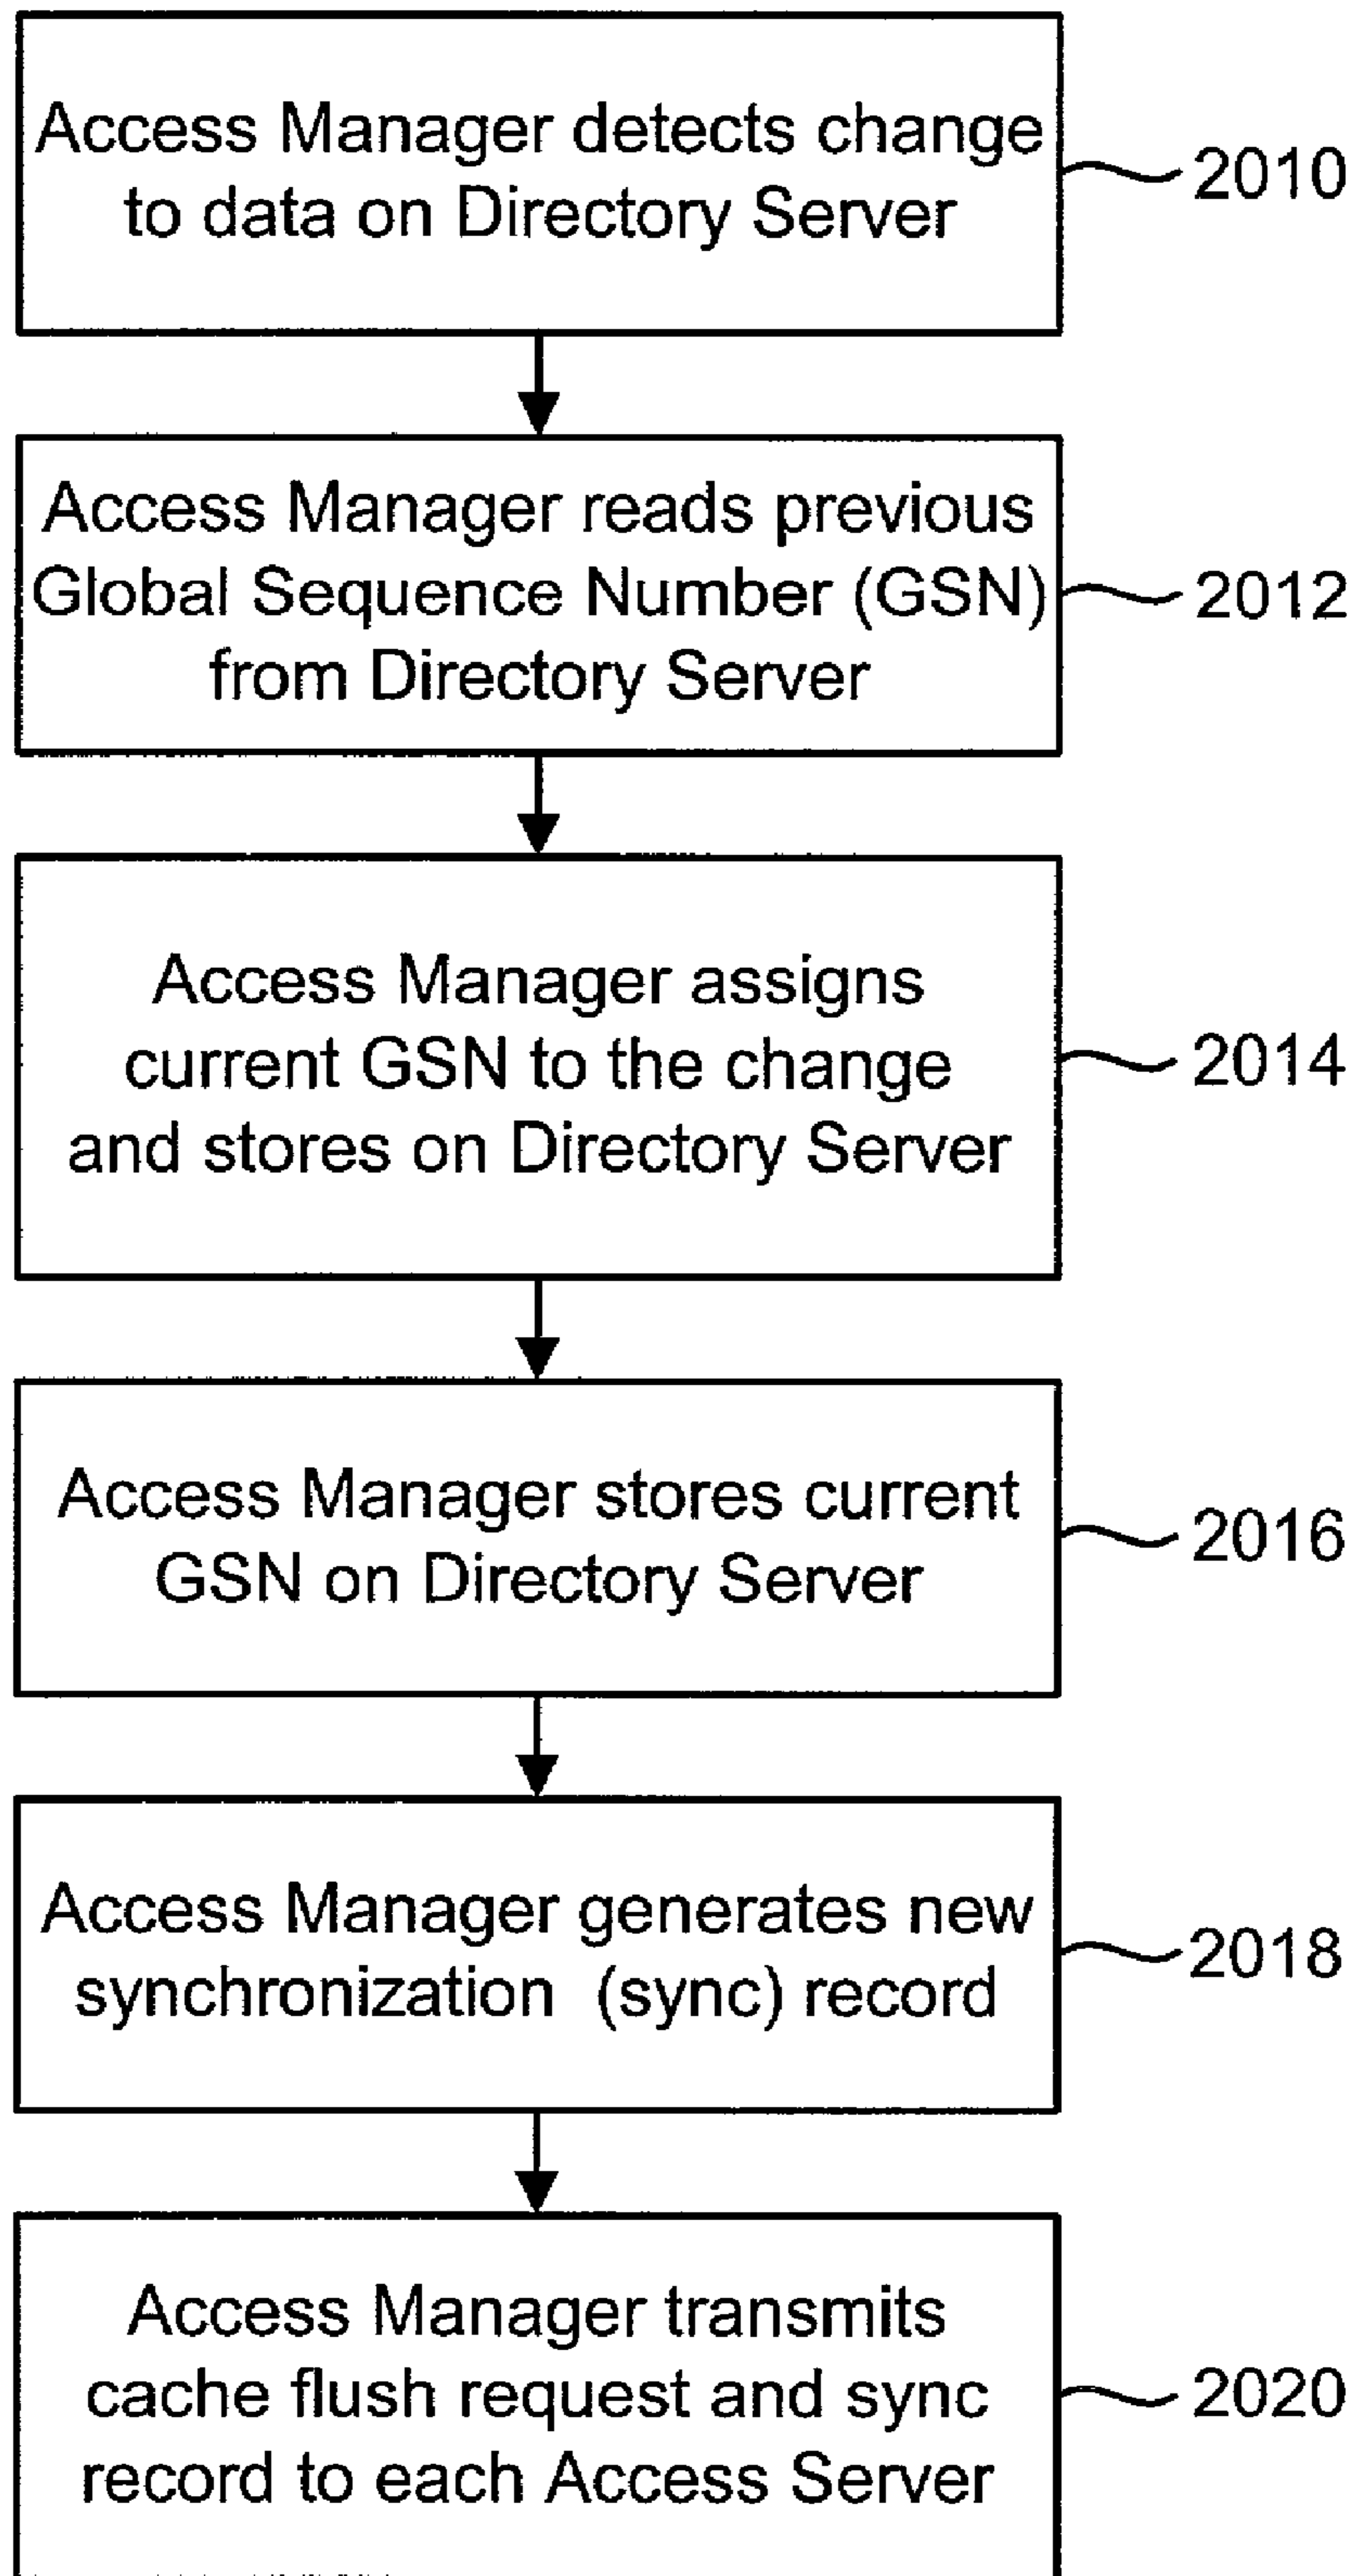 Access Manager detects change
to data on Directory Server
2010
Access Manager reads previous
Global Sequence Number (GSN)
from Directory Server
2012
Access Manager assigns
current GSN to the change
and stores on Directory Server
2014
Access Manager stores current
GSN on Directory Server
2016
Access Manager generates new
synchronization (sync) record
2018
Access Manager transmits
cache flush request and sync
record to each Access Server
2020